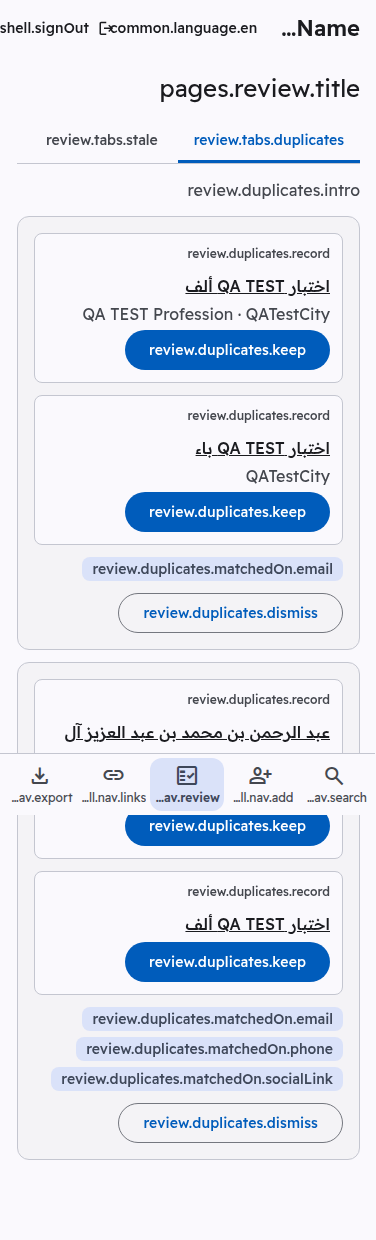 ...Name
common.language.en
shell.signOut
pages.review.title
review.tabs.duplicates
review.tabs.stale
review.duplicates.intro
review.duplicates.record
اختبار QA TEST ألف
QA TEST Profession · QATestCity
review.duplicates.keep
review.duplicates.record
اختبار QA TEST باء
QATestCity
review.duplicates.keep
review.duplicates.matchedOn.email
review.duplicates.dismiss
review.duplicates.record
عبد الرحمن بن محمد بن عبد العزيز آل
...av.search
...ll.nav.add
...av.review
...ll.nav.links
...av.export
review.duplicates.keep
review.duplicates.record
اختبار QA TEST ألف
review.duplicates.keep
review.duplicates.matchedOn.email
review.duplicates.matchedOn.phone
review.duplicates.matchedOn.socialLink
review.duplicates.dismiss